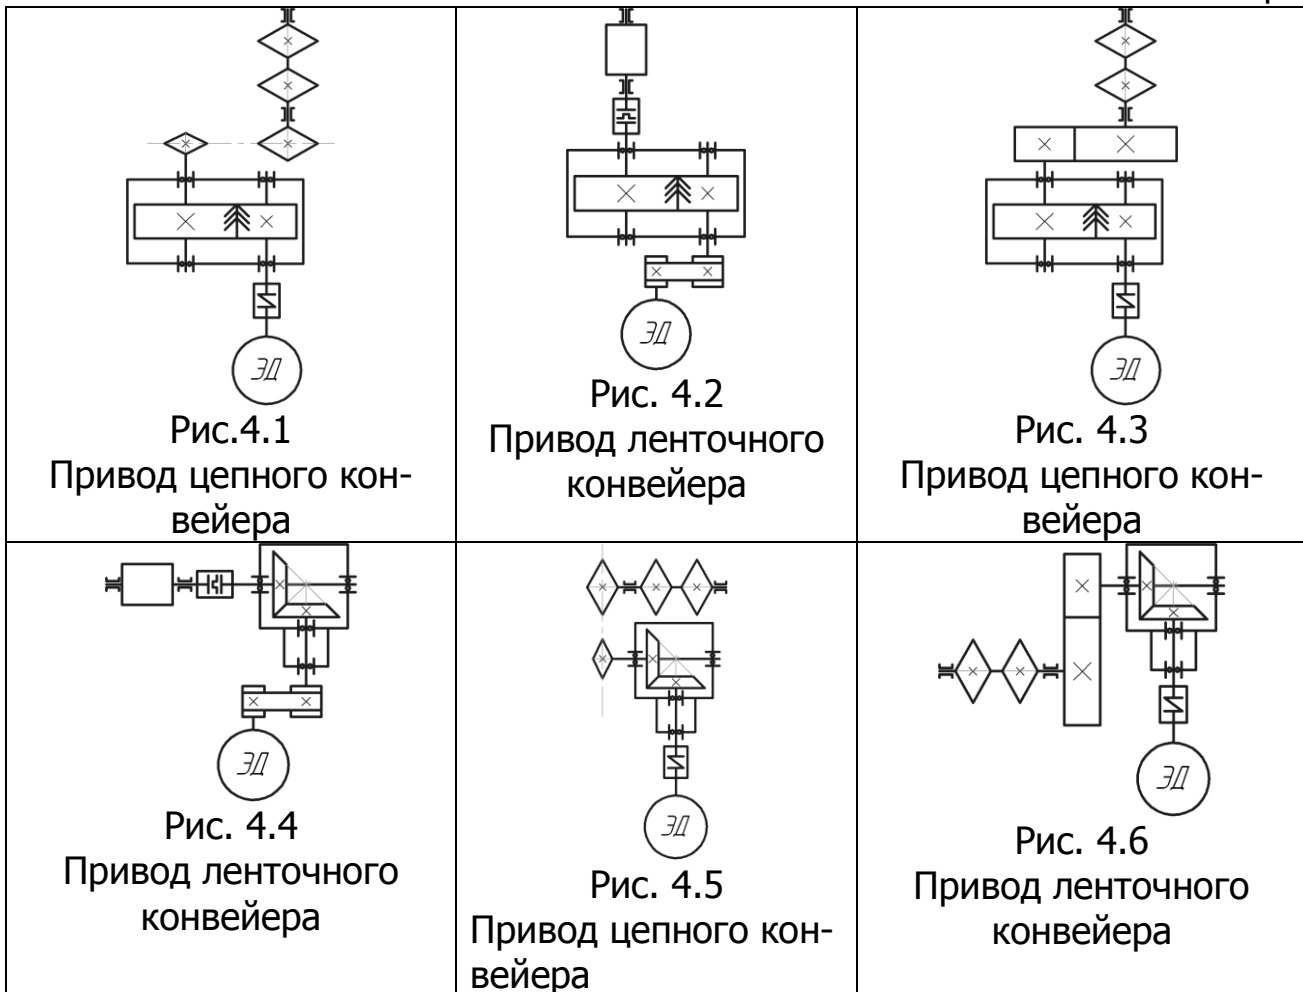 ЭД
Рис.4.1
Привод цепного кон-
вейера
ЭД
Рис. 4.2
Привод ленточного
конвейера
ЭД
Рис. 4.3
Привод цепного кон-
вейера
ЭД
Рис. 4.4
Привод ленточного
конвейера
ЭД
Рис. 4.5
Привод цепного кон-
вейера
ЭД
Рис. 4.6
Привод ленточного
конвейера